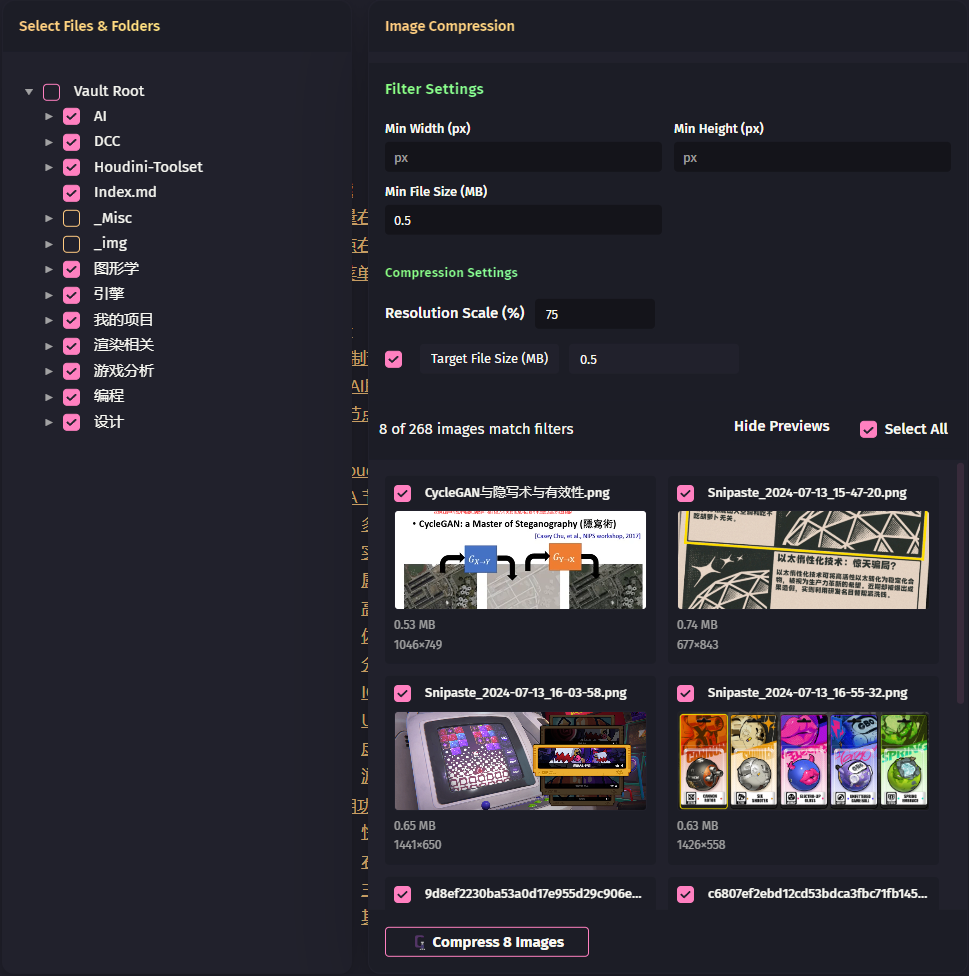 Select Files & Folders
Vault Root
AI
DCC
Houdini-Toolset
Index.md
_Misc
_img
图形学
引擎
我的项目
渲染相关
游戏分析
编程
设计
Image Compression
Filter Settings
Min Width (px)
Min Height (px)
px
px
Min File Size (MB)
0.5
Compression Settings
Resolution Scale (%)
75
Target File Size (MB)
0.5
8 of 268 images match filters
Hide Previews
Select All
CycleGAN与隐写术与有效性.png
• CycleGAN: a Master of Steganography (隱寫術)
[Casey Chu, et al., NIPS workshop, 2017]
0.53 MB
1046×749
Snipaste_2024-07-13_15-47-20.png
吃胡萝卜无关。
以太惰性化技术：惊天骗局?
0.74 MB
677×843
Snipaste_2024-07-13_16-03-58.png
0.65 MB
1441×650
Snipaste_2024-07-13_16-55-32.png
0.63 MB
1426×558
9d8ef2230ba53a0d17e955d29c906e...
c6807ef2ebd12cd53bdca3fbc71fb145...
Compress 8 Images